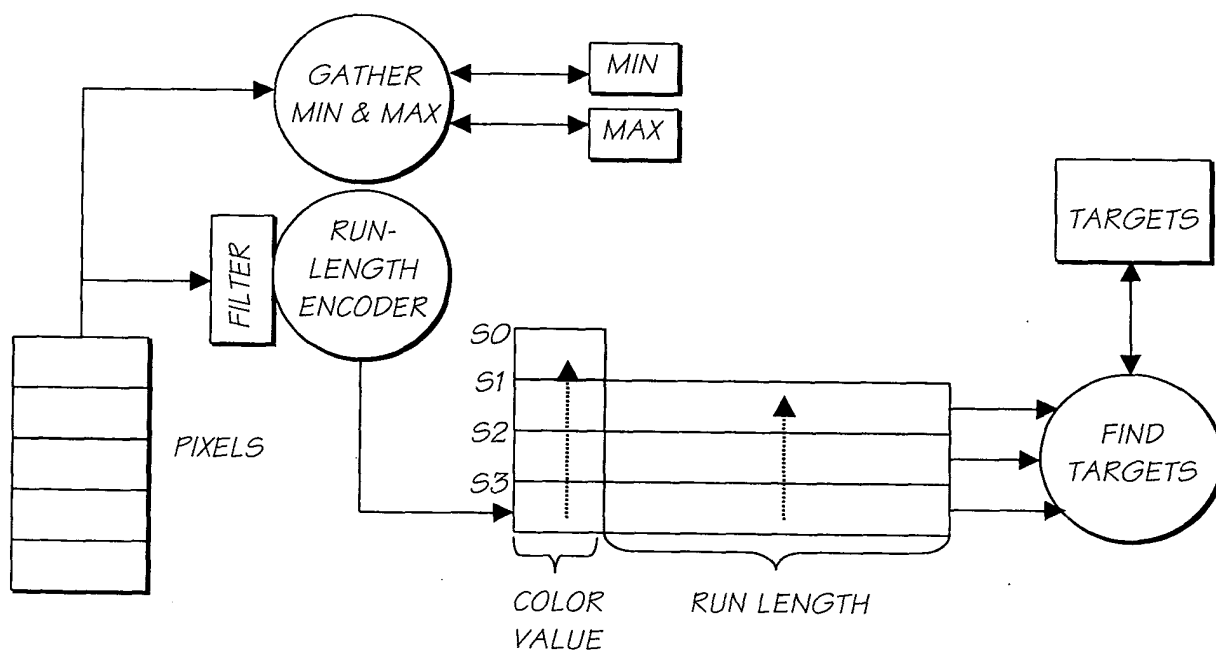 GATHER
MIN & MAX
MIN
MAX
TARGETS
FILTER
RUN-
LENGTH
ENCODER
S0
S1
S2
S3
PIXELS
FIND
TARGETS
COLOR
VALUE
RUN LENGTH